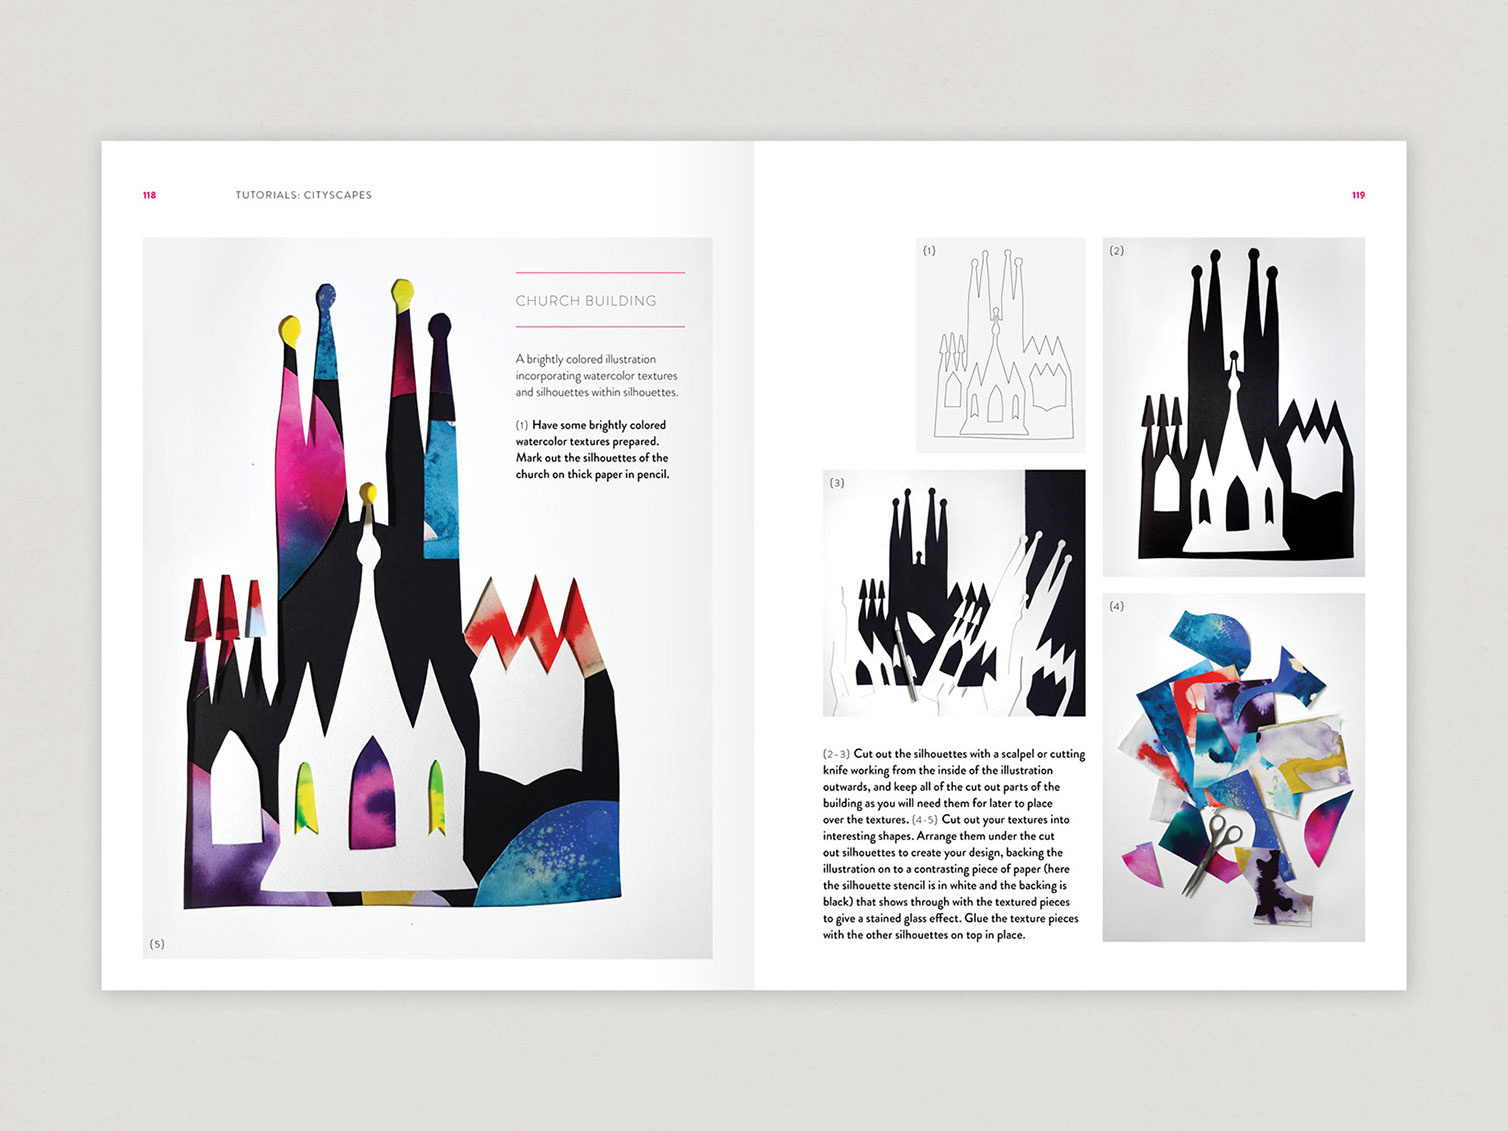 118
TUTORIALS: CITYSCAPES
CHURCH BUILDING
A brightly colored illustration
incorporating watercolor textures
and silhouettes within silhouettes.
(1) Have some brightly colored
watercolor textures prepared.
Mark out the silhouettes of the
church on thick paper in pencil.
(5)
119
(1)
(2)
(3)
(4)
(2-3) Cut out the silhouettes with a scalpel or cutting
knife working from the inside of the illustration
outwards, and keep all of the cut out parts of the
building as you will need them for later to place
over the textures. (4-5) Cut out your textures into
interesting shapes. Arrange them under the cut
out silhouettes to create your design, backing the
illustration on to a contrasting piece of paper (here
the silhouette stencil is in white and the backing is
black) that shows through with the textured pieces
to give a stained glass effect. Glue the texture pieces
with the other silhouettes on top in place.